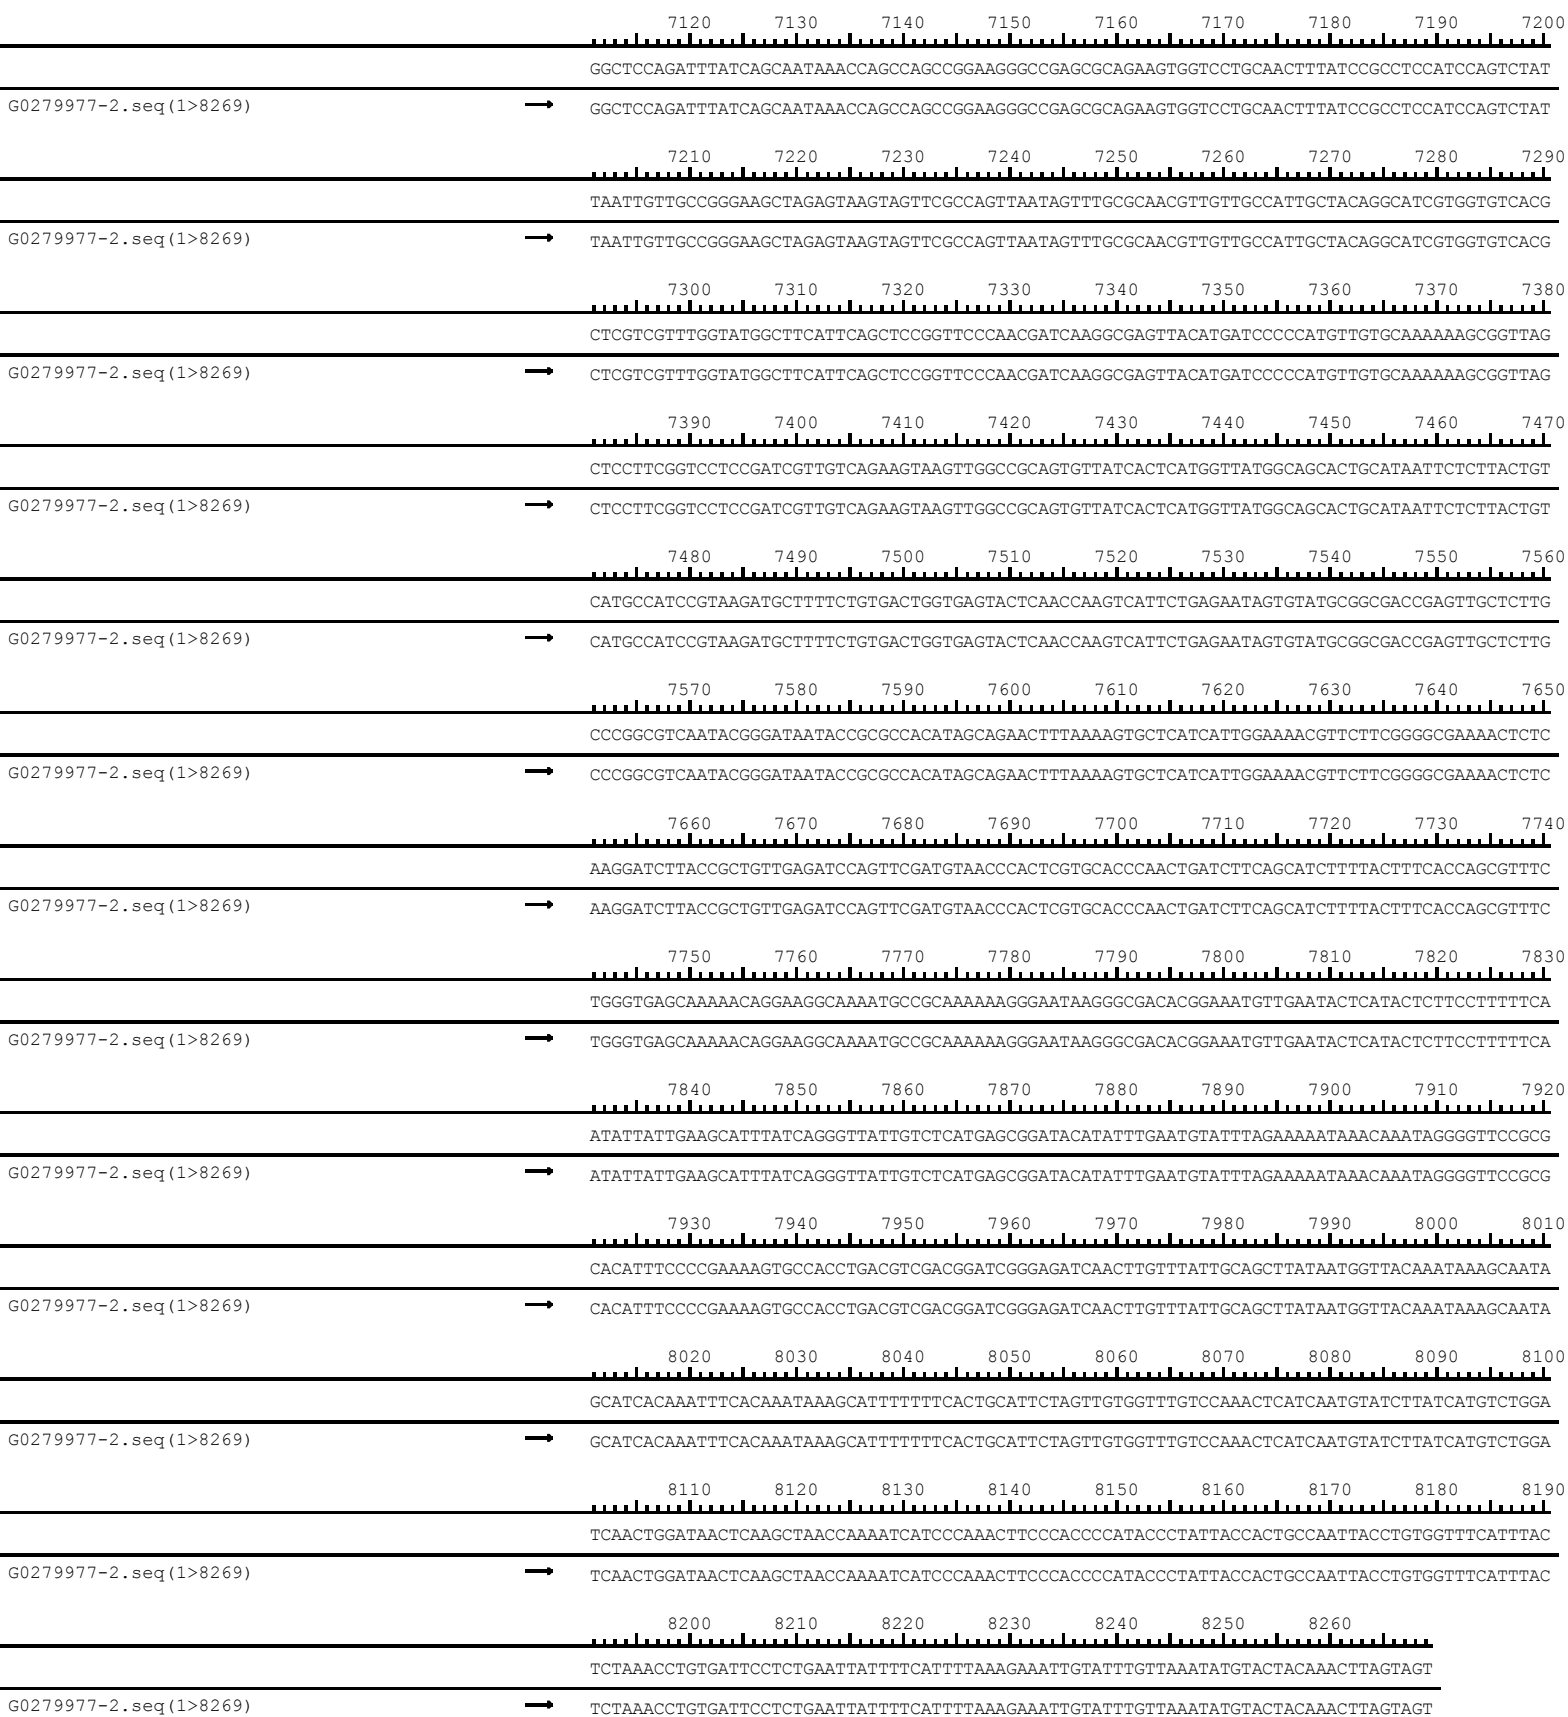 7120 7130 7140 7150 7160 7170 7180 7190 7200
GGCTCCAGATTTATCAGCAATAAACCAGCCAGCCGGAAGGGCCGAGCGCAGAAGTGGTCCTGCAACTTTATCCGCCTCCATCCAGTCTAT
G0279977-2.seq(1>8269) → GGCTCCAGATTTATCAGCAATAAACCAGCCAGCCGGAAGGGCCGAGCGCAGAAGTGGTCCTGCAACTTTATCCGCCTCCATCCAGTCTAT
7210 7220 7230 7240 7250 7260 7270 7280 7290
TAATTGTTGCCGGGAAGCTAGAGTAAGTAGTTCGCCAGTTAATAGTTTGCGCAACGTTGTTGCCATTGCTACAGGCATCGTGGTGTCACG
G0279977-2.seq(1>8269) → TAATTGTTGCCGGGAAGCTAGAGTAAGTAGTTCGCCAGTTAATAGTTTGCGCAACGTTGTTGCCATTGCTACAGGCATCGTGGTGTCACG
7300 7310 7320 7330 7340 7350 7360 7370 7380
CTCGTCGTTTGGTATGGCTTCATTCAGCTCCGGTTCCCAACGATCAAGGCGAGTTACATGATCCCCCATGTTGTGCAAAAAAGCGGTTAG
G0279977-2.seq(1>8269) → CTCGTCGTTTGGTATGGCTTCATTCAGCTCCGGTTCCCAACGATCAAGGCGAGTTACATGATCCCCCATGTTGTGCAAAAAAGCGGTTAG
7390 7400 7410 7420 7430 7440 7450 7460 7470
CTCCTTCGGTCCTCCGATCGTTGTCAGAAGTAAGTTGGCCGCAGTGTTATCACTCATGGTTATGGCAGCACTGCATAATTCTCTTACTGT
G0279977-2.seq(1>8269) → CTCCTTCGGTCCTCCGATCGTTGTCAGAAGTAAGTTGGCCGCAGTGTTATCACTCATGGTTATGGCAGCACTGCATAATTCTCTTACTGT
7480 7490 7500 7510 7520 7530 7540 7550 7560
CATGCCATCCGTAAGATGCTTTTCTGTGACTGGTGAGTACTCAACCAAGTCATTCTGAGAATAGTGTATGCGGCGACCGAGTTGCTCTTG
G0279977-2.seq(1>8269) → CATGCCATCCGTAAGATGCTTTTCTGTGACTGGTGAGTACTCAACCAAGTCATTCTGAGAATAGTGTATGCGGCGACCGAGTTGCTCTTG
7570 7580 7590 7600 7610 7620 7630 7640 7650
CCCGGCGTCAATACGGGATAATACCGCGCCACATAGCAGAACTTTAAAAGTGCTCATCATTGGAAAACGTTCTTCGGGGCGAAAACTCTC
G0279977-2.seq(1>8269) → CCCGGCGTCAATACGGGATAATACCGCGCCACATAGCAGAACTTTAAAAGTGCTCATCATTGGAAAACGTTCTTCGGGGCGAAAACTCTC
7660 7670 7680 7690 7700 7710 7720 7730 7740
AAGGATCTTACCGCTGTTGAGATCCAGTTCGATGTAACCCACTCGTGCACCCAACTGATCTTCAGCATCTTTTACTTTCACCAGCGTTTC
G0279977-2.seq(1>8269) → AAGGATCTTACCGCTGTTGAGATCCAGTTCGATGTAACCCACTCGTGCACCCAACTGATCTTCAGCATCTTTTACTTTCACCAGCGTTTC
7750 7760 7770 7780 7790 7800 7810 7820 7830
TGGGTGAGCAAAAACAGGAAGGCAAAATGCCGCAAAAAAGGGAATAAGGGCGACACGGAAATGTTGAATACTCATACTCTTCCTTTTTCA
G0279977-2.seq(1>8269) → TGGGTGAGCAAAAACAGGAAGGCAAAATGCCGCAAAAAAGGGAATAAGGGCGACACGGAAATGTTGAATACTCATACTCTTCCTTTTTCA
7840 7850 7860 7870 7880 7890 7900 7910 7920
ATATTATTGAAGCATTTATCAGGGTTATTGTCTCATGAGCGGATACATATTTGAATGTATTTAGAAAAATAAACAAATAGGGGTTCCGCG
G0279977-2.seq(1>8269) → ATATTATTGAAGCATTTATCAGGGTTATTGTCTCATGAGCGGATACATATTTGAATGTATTTAGAAAAATAAACAAATAGGGGTTCCGCG
7930 7940 7950 7960 7970 7980 7990 8000 8010
CACATTTCCCCGAAAAGTGCCACCTGACGTCGACGGATCGGGAGATCAACTTGTTTATTGCAGCTTATAATGGTTACAAATAAAGCAATA
G0279977-2.seq(1>8269) → CACATTTCCCCGAAAAGTGCCACCTGACGTCGACGGATCGGGAGATCAACTTGTTTATTGCAGCTTATAATGGTTACAAATAAAGCAATA
8020 8030 8040 8050 8060 8070 8080 8090 8100
GCATCACAAATTTCACAAATAAAGCATTTTTTTCACTGCATTCTAGTTGTGGTTTGTCCAAACTCATCAATGTATCTTATCATGTCTGGA
G0279977-2.seq(1>8269) → GCATCACAAATTTCACAAATAAAGCATTTTTTTCACTGCATTCTAGTTGTGGTTTGTCCAAACTCATCAATGTATCTTATCATGTCTGGA
8110 8120 8130 8140 8150 8160 8170 8180 8190
TCAACTGGATAACTCAAGCTAACCAAAATCATCCCAAACTTCCCACCCCATACCCTATTACCACTGCCAATTACCTGTGGTTTCATTTAC
G0279977-2.seq(1>8269) → TCAACTGGATAACTCAAGCTAACCAAAATCATCCCAAACTTCCCACCCCATACCCTATTACCACTGCCAATTACCTGTGGTTTCATTTAC
8200 8210 8220 8230 8240 8250 8260
TCTAAACCTGTGATTCCTCTGAATTATTTTCATTTTAAAGAAATTGTATTTGTTAAATATGTACTACAAACTTAGTAGT
G0279977-2.seq(1>8269) → TCTAAACCTGTGATTCCTCTGAATTATTTTCATTTTAAAGAAATTGTATTTGTTAAATATGTACTACAAACTTAGTAGT